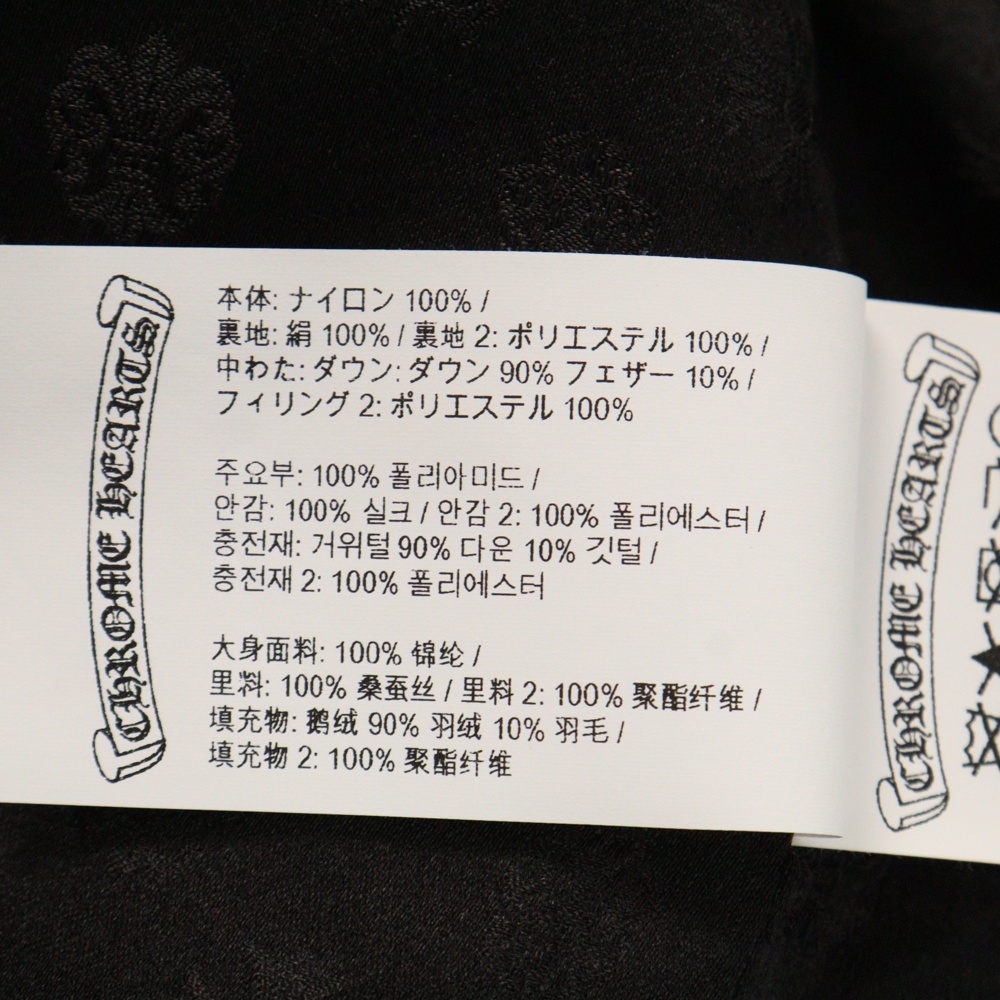 CHROME HEARTS
本体: ナイロン 100% /
裏地: 絹 100% / 裏地 2: ポリエステル 100% /
中わた: ダウン: ダウン 90% フェザー 10% /
フィリング 2: ポリエステル 100%
주요부: 100% 폴리아미드 /
안감: 100% 실크 / 안감 2: 100% 폴리에스터 /
충전재: 거위털 90% 다운 10% 깃털 /
충전재 2: 100% 폴리에스터
大身面料: 100% 锦纶 /
里料: 100% 桑蚕丝 / 里料 2: 100% 聚酯纤维 /
填充物: 鹅绒 90% 羽绒 10% 羽毛 /
填充物 2: 100% 聚酯纤维
CHROME HEARTS